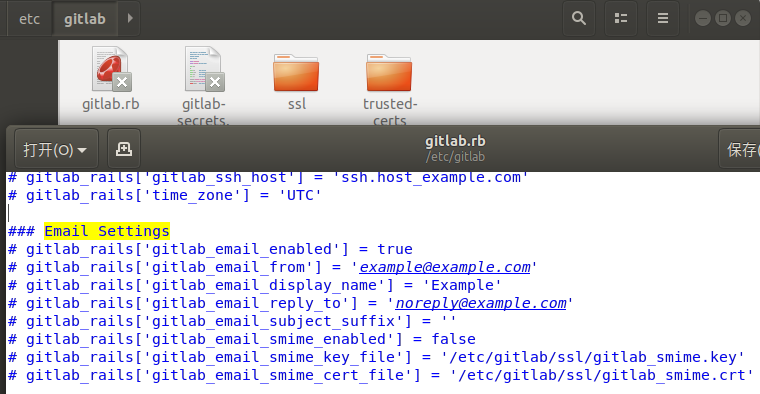 etc gitlab
gitlab.rb gitlab- ssl trusted-
secrets. certs
打开(O) gitlab.rb 保存(
/etc/gitlab
# gitlab_rails['gitlab_ssh_host'] = 'ssh.host_example.com'
# gitlab_rails['time_zone'] = 'UTC'
### Email Settings
# gitlab_rails['gitlab_email_enabled'] = true
# gitlab_rails['gitlab_email_from'] = 'example@example.com'
# gitlab_rails['gitlab_email_display_name'] = 'Example'
# gitlab_rails['gitlab_email_reply_to'] = 'noreply@example.com'
# gitlab_rails['gitlab_email_subject_suffix'] = ''
# gitlab_rails['gitlab_email_smime_enabled'] = false
# gitlab_rails['gitlab_email_smime_key_file'] = '/etc/gitlab/ssl/gitlab_smime.key'
# gitlab_rails['gitlab_email_smime_cert_file'] = '/etc/gitlab/ssl/gitlab_smime.crt'